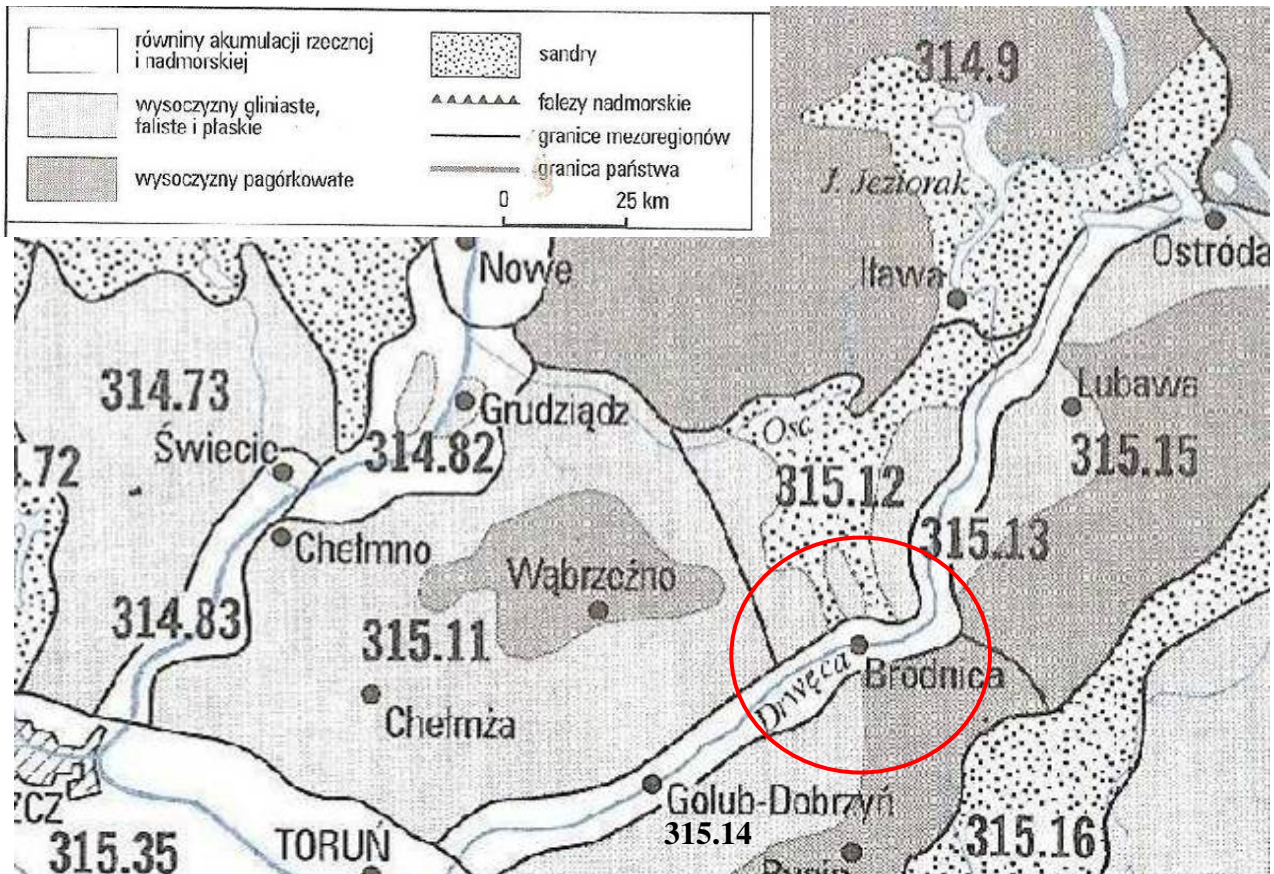 równiny akumulacji rzecznej
i nadmorskiej
wysoczyzny gliniaste,
faliste i płaskie
wysoczyzny pagórkowate
sandry
falezy nadmorskie
granice mezoregionów
granica państwa
0 25 km
314.9
J. Jeziorak
Ostróda
Iława
Nowe
314.73
Grudziądz
Lubawa
Świecie
314.82
Osc
315.12
315.15
.72
Chełmno
315.13
Wąbrzeźno
314.83
315.11
Brodnica
Drwęca
Chełmża
Golub-Dobrzyń
315.14
ZCZ
315.35
TORUŃ
315.16